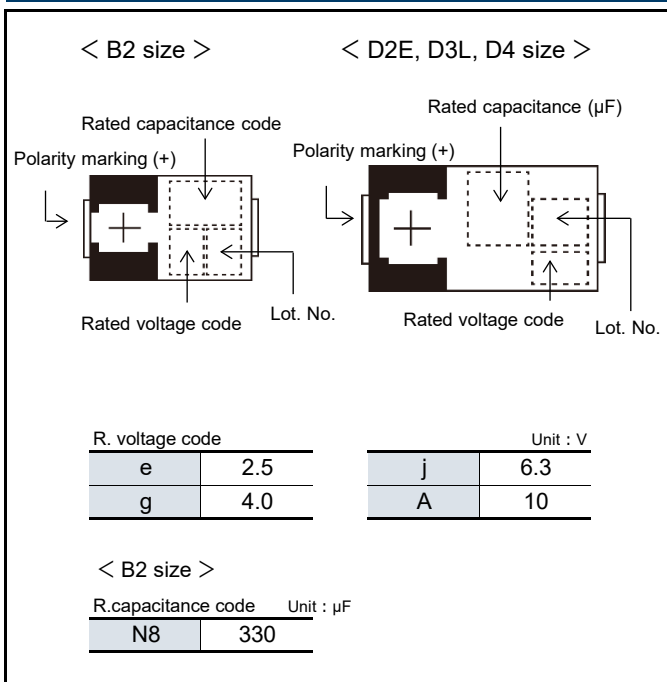 ＜ B2 size ＞
＜ D2E, D3L, D4 size ＞
Rated capacitance code
Polarity marking (+)
Rated voltage code
Lot. No.
Rated capacitance (μF)
Polarity marking (+)
Rated voltage code
Lot. No.
R. voltage code
Unit : V
e 2.5
j 6.3
g 4.0
A 10
＜ B2 size ＞
R.capacitance code Unit : μF
N8 330